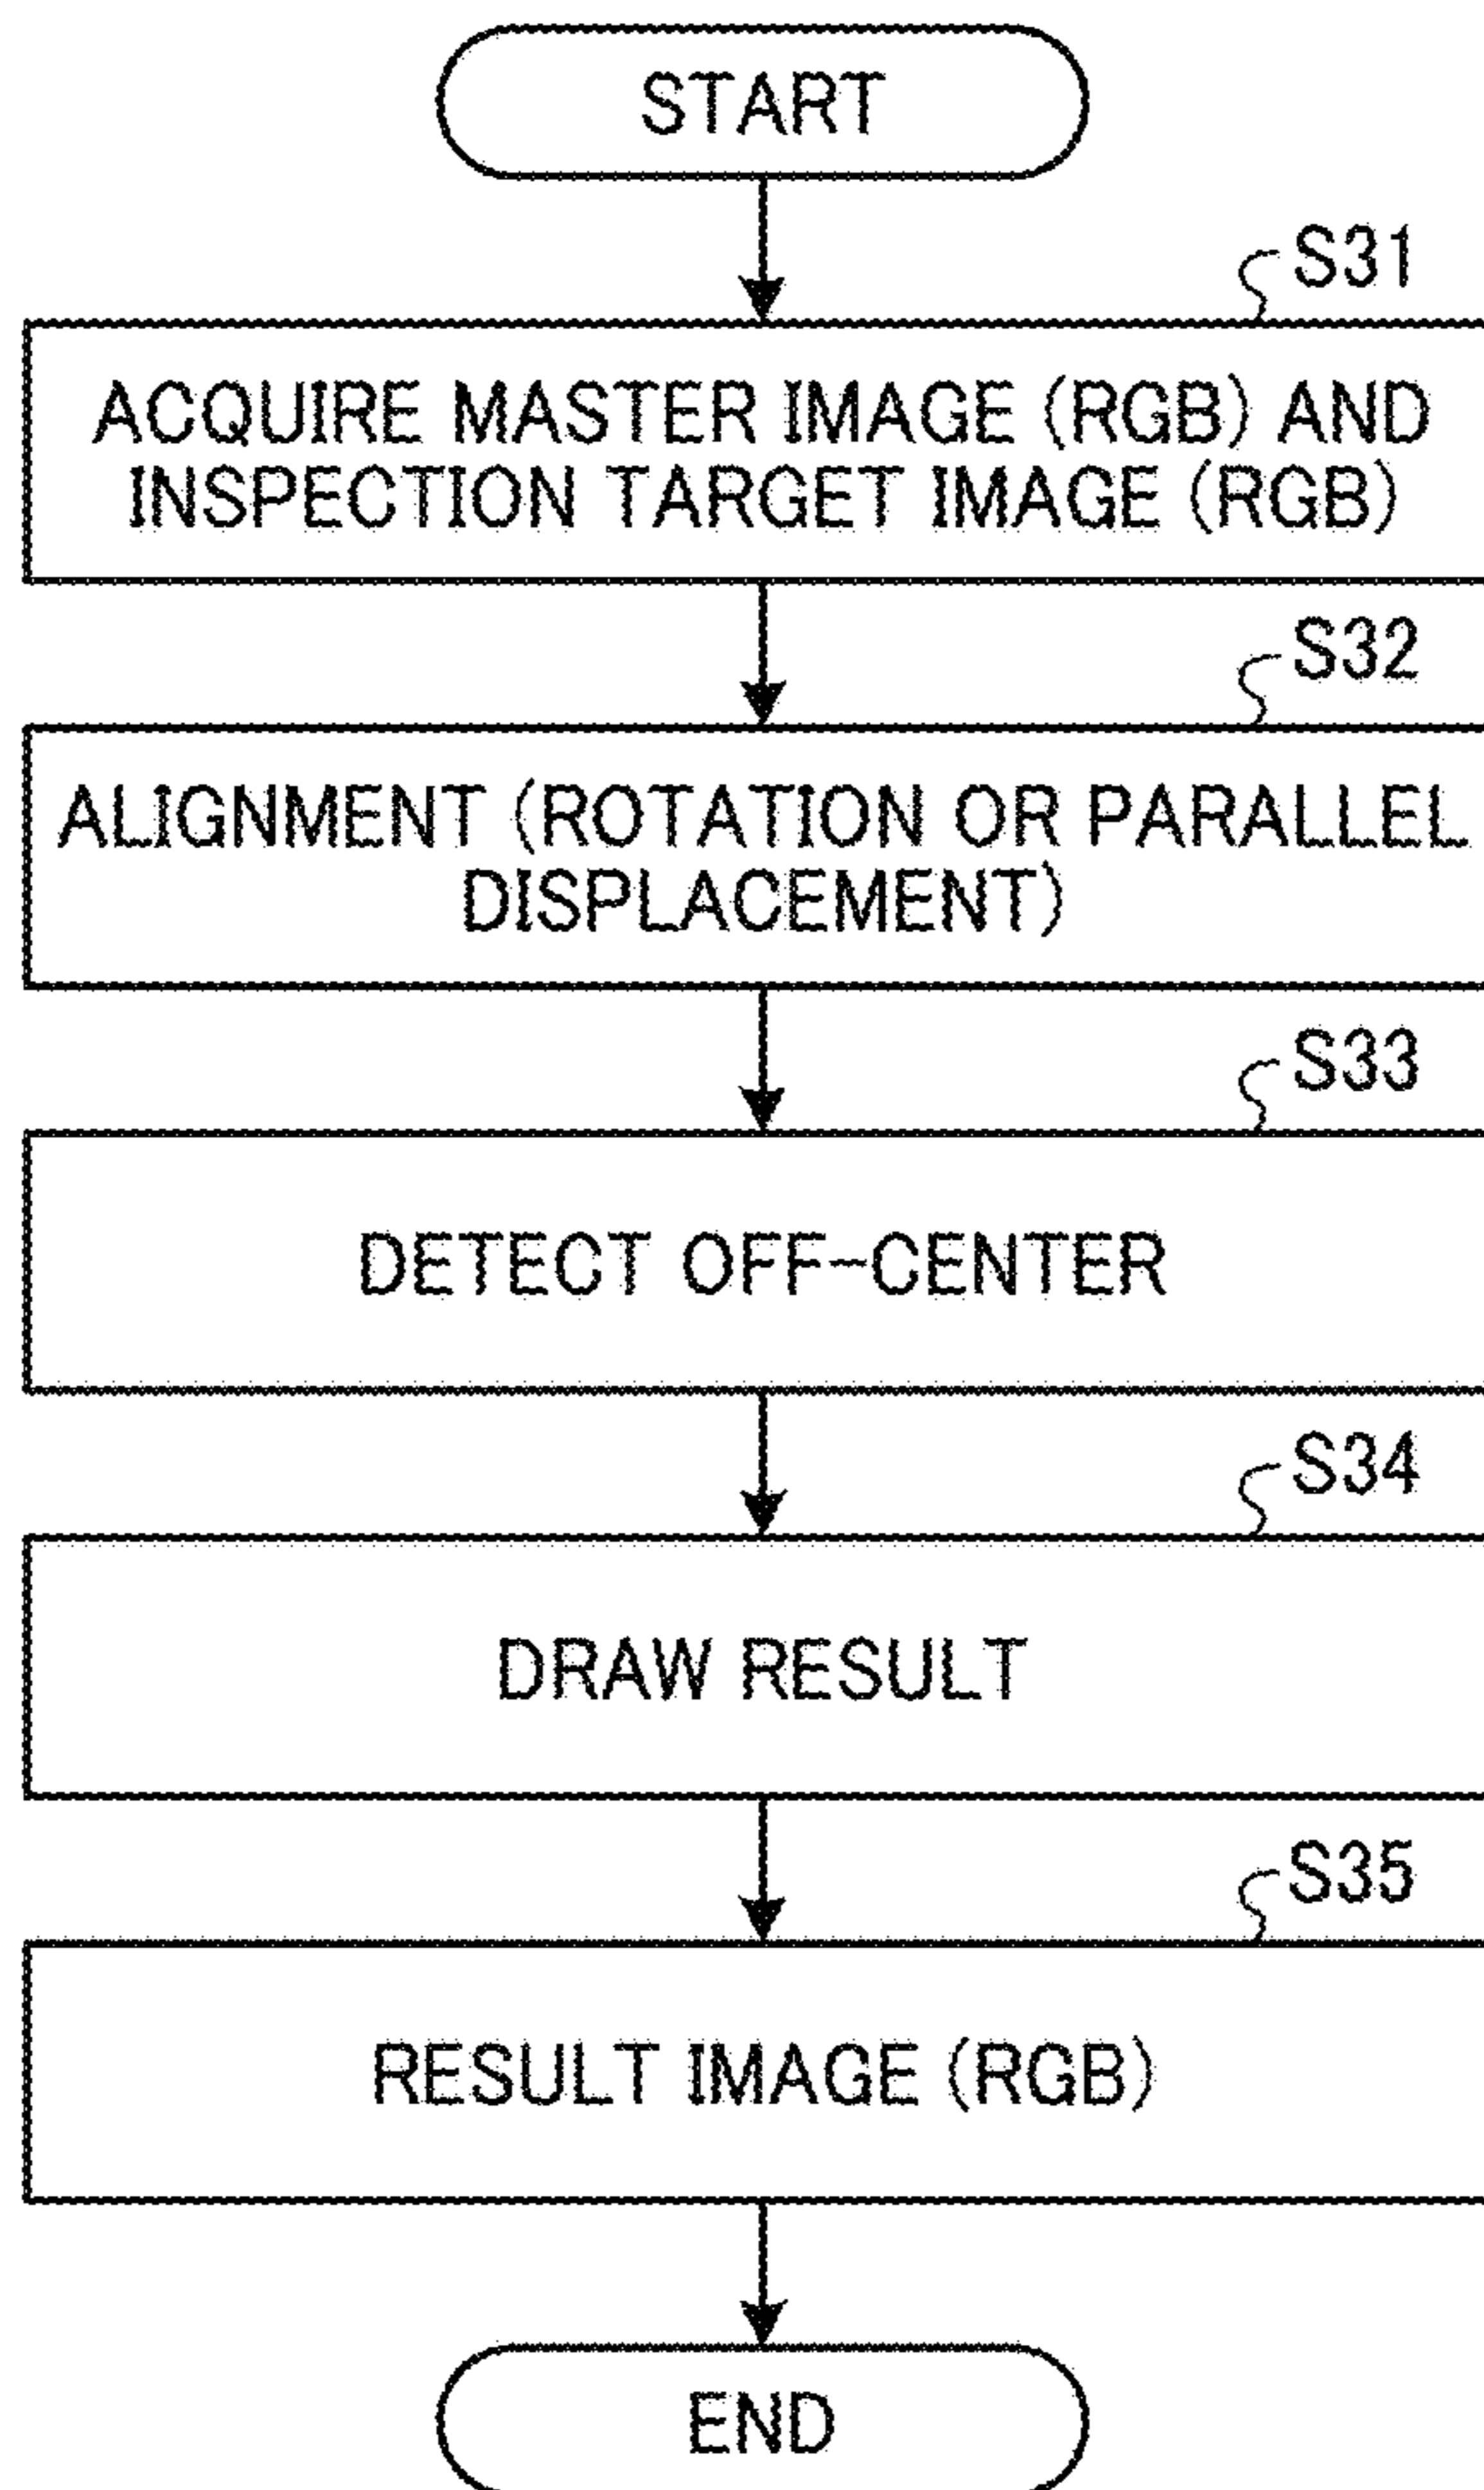 START
S31
ACQUIRE MASTER IMAGE (RGB) AND
INSPECTION TARGET IMAGE (RGB)
S32
ALIGNMENT (ROTATION OR PARALLEL
DISPLACEMENT)
S33
DETECT OFF-CENTER
S34
DRAW RESULT
S35
RESULT IMAGE (RGB)
END